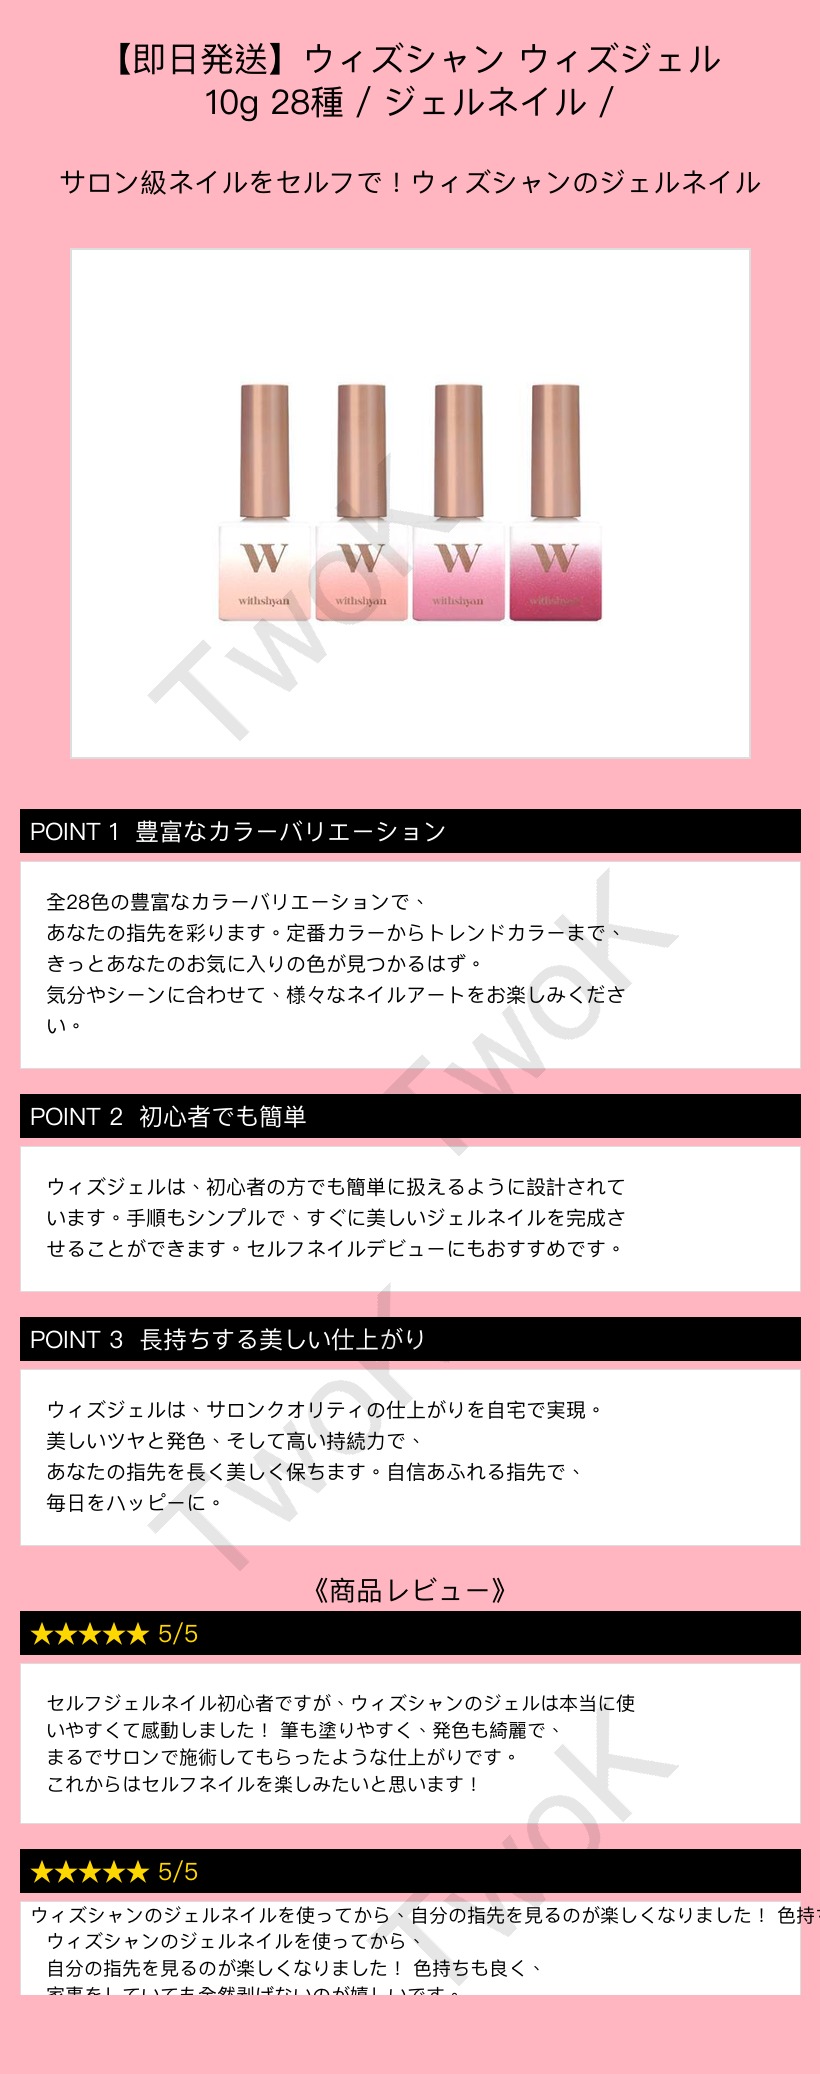 【即日発送】ウィズシャン ウィズジェル
10g 28種 / ジェルネイル /
サロン級ネイルをセルフで！ウィズシャンのジェルネイル
W W W W
withshyan withshyan withshyan withshyan
TwoK
POINT 1 豊富なカラーバリエーション
全28色の豊富なカラーバリエーションで、
あなたの指先を彩ります。定番カラーからトレンドカラーまで、
きっとあなたのお気に入りの色が見つかるはず。
気分やシーンに合わせて、様々なネイルアートをお楽しみくださ
い。
TwoK
POINT 2 初心者でも簡単
ウィズジェルは、初心者の方でも簡単に扱えるように設計されて
います。手順もシンプルで、すぐに美しいジェルネイルを完成さ
せることができます。セルフネイルデビューにもおすすめです。
POINT 3 長持ちする美しい仕上がり
ウィズジェルは、サロンクオリティの仕上がりを自宅で実現。
美しいツヤと発色、そして高い持続力で、
あなたの指先を長く美しく保ちます。自信あふれる指先で、
毎日をハッピーに。
TwoK
《商品レビュー》
★★★★★ 5/5
セルフジェルネイル初心者ですが、ウィズシャンのジェルは本当に使
いやすくて感動しました！ 筆も塗りやすく、発色も綺麗で、
まるでサロンで施術してもらったような仕上がりです。
これからはセルフネイルを楽しみたいと思います！
TwoK
★★★★★ 5/5
ウィズシャンのジェルネイルを使ってから、自分の指先を見るのが楽しくなりました！ 色持
ウィズシャンのジェルネイルを使ってから、
自分の指先を見るのが楽しくなりました！ 色持ちも良く、
家事をしていても全然剥げないのが嬉しいです。